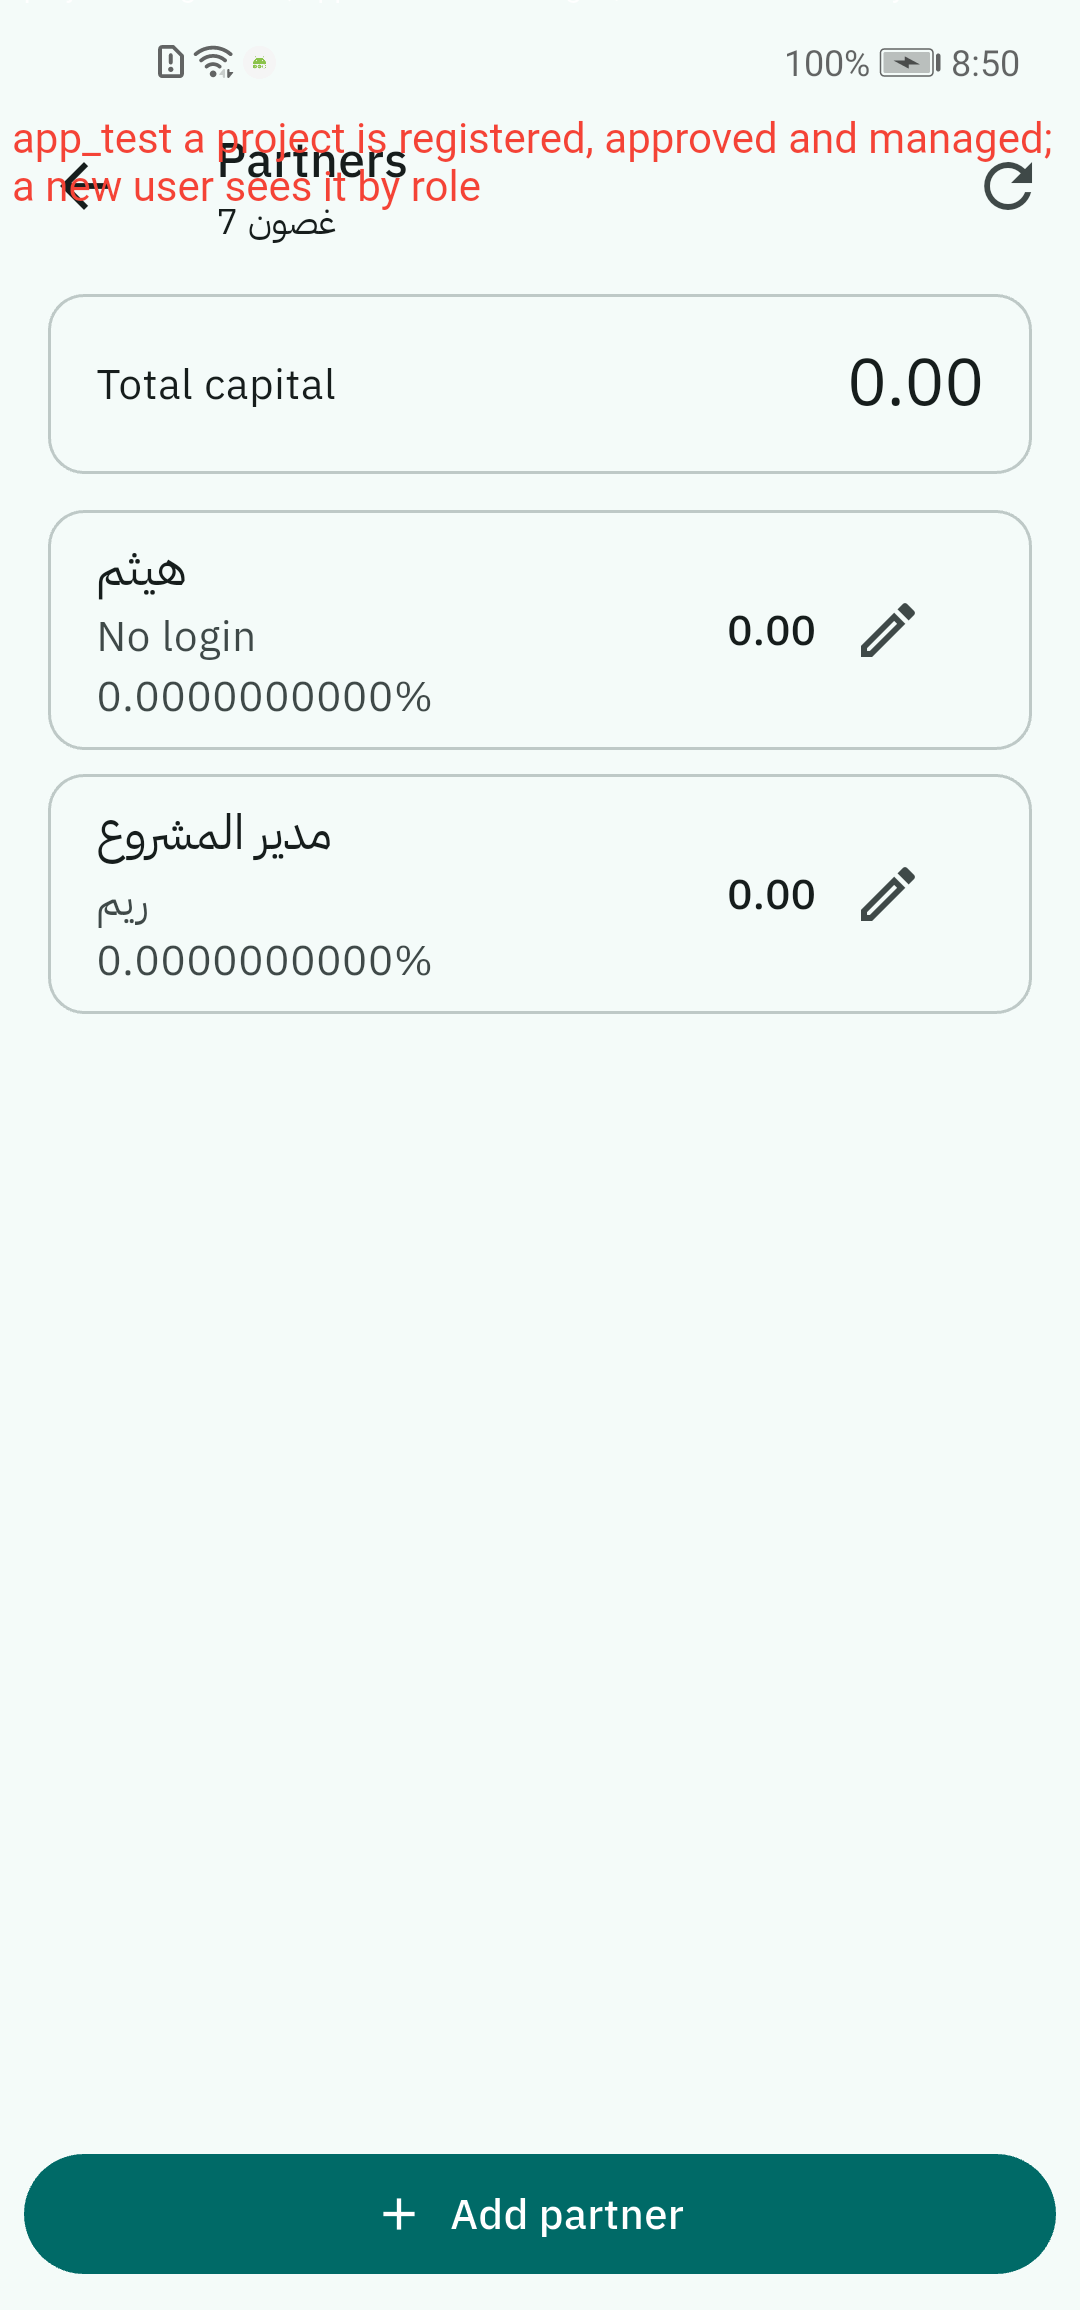 100% 8:50
app_test a project is registered, approved and managed;
a new user sees it by role
Partners
غصون 7
Total capital
0.00
هيثم
No login
0.0000000000%
0.00
مدير المشروع
ريم
0.0000000000%
0.00
+ Add partner